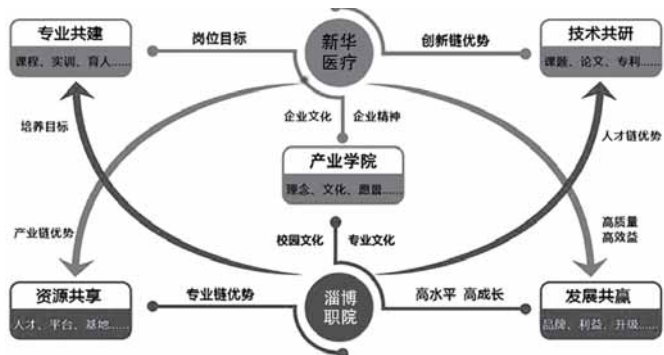 专业共建
课程、实训、育人......
岗位目标
新华
医疗
创新链优势
技术共研
课题、论文、专利......
培养目标
企业文化
企业精神
人才链优势
产业学院
理念、文化、愿景......
产业链优势
校园文化
专业文化
高质量
高效益
资源共享
人才、平台、基地......
专业链优势
淄博
职院
高水平 高成长
发展共赢
品牌、利益、升级......